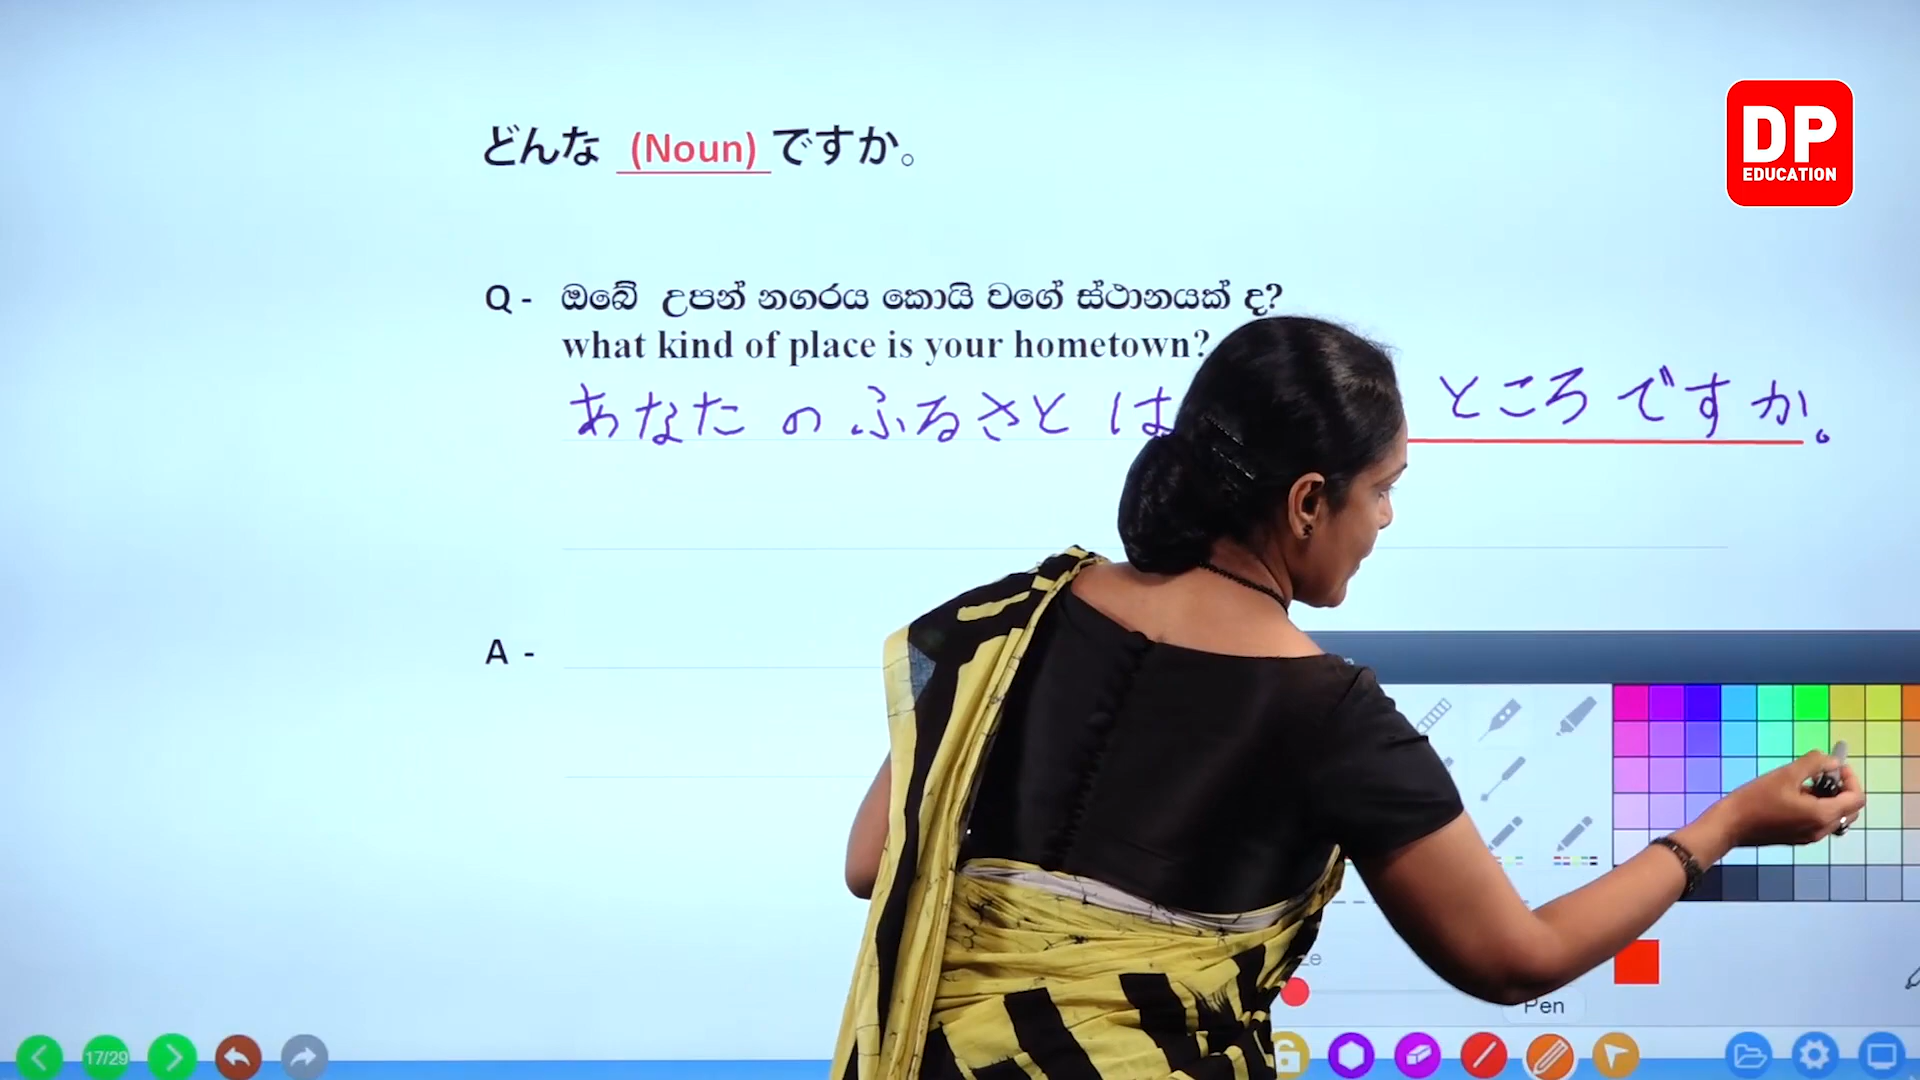 どんな (Noun) ですか。
DP
EDUCATION
Q - ඔබේ උපන් නගරය කොයි වගේ ස්ථානයක් ද?
what kind of place is your hometown?
あなた の ふるさと は ところ ですか。
A -
Pen
17/29